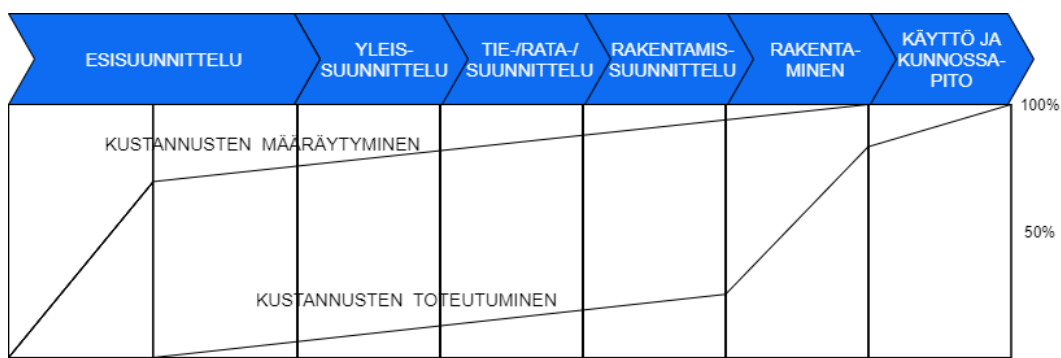 ESISUUNNITTELU
YLEIS-
SUUNNITTELU
TIE-/RATA-/
SUUNNITTELU
RAKENTAMIS-
SUUNNITTELU
RAKENTA-
MINEN
KÄYTTÖ JA
KUNNOSSA-
PITO
100%
KUSTANNUSTEN MÄÄRÄYTYMINEN
50%
KUSTANNUSTEN TOTEUTUMINEN